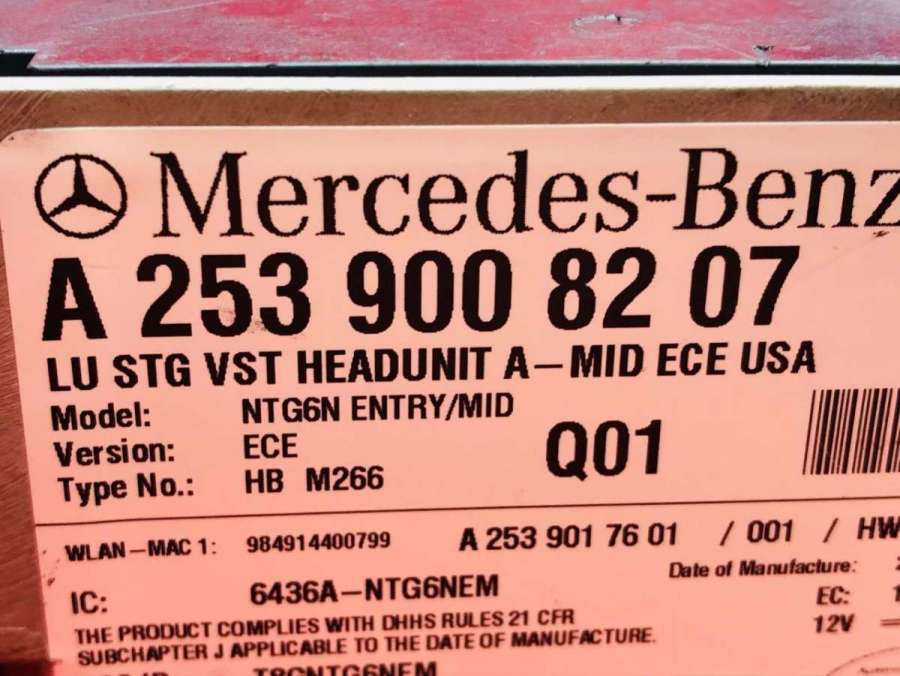 Mercedes-Benz
A 253 900 82 07
LU STG VST HEADUNIT A-MID ECE USA
Model: NTG6N ENTRY/MID
Version: ECE
Q01
Type No.: HB M266
WLAN-MAC 1: 984914400799 A 253 901 76 01 / 001 / HW
Date of Manufacture:
IC: 6436A-NTG6NEM
EC:
THE PRODUCT COMPLIES WITH DHHS RULES 21 CFR
12V
SUBCHAPTER J APPLICABLE TO THE DATE OF MANUFACTURE.